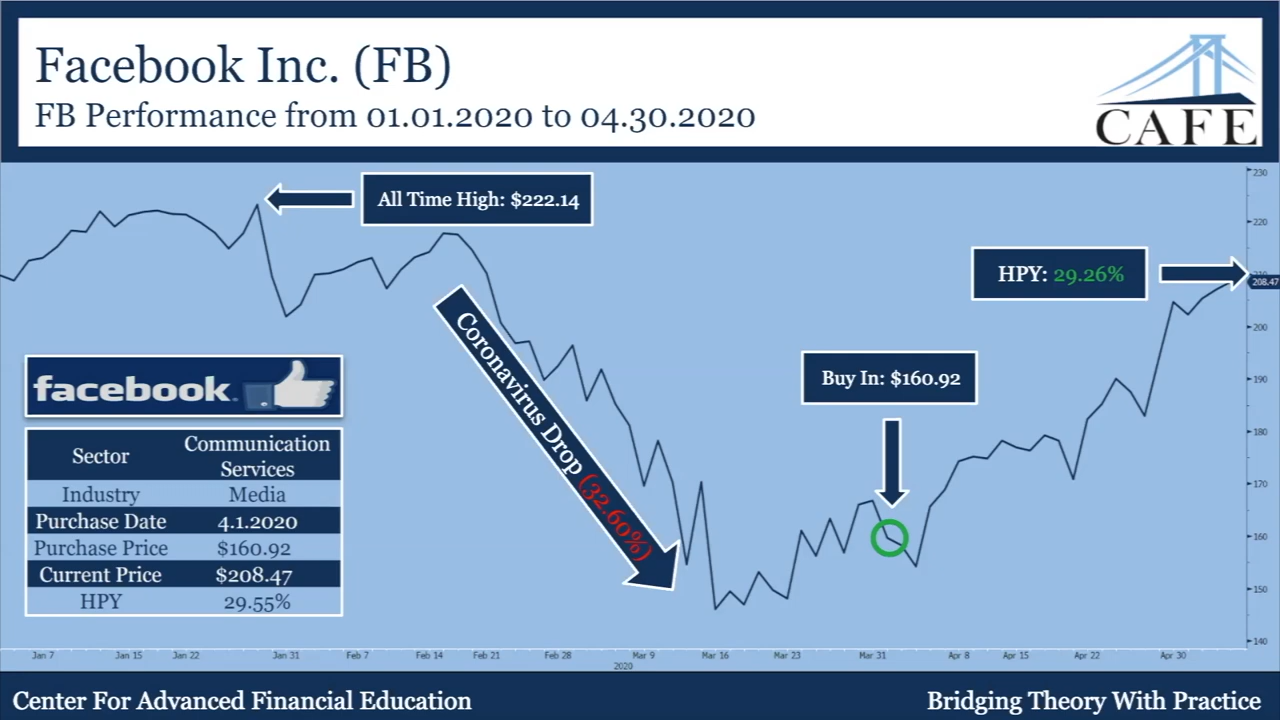 Facebook Inc. (FB)
FB Performance from 01.01.2020 to 04.30.2020
CAFE
All Time High: $222.14
HPY: 29.26%
Buy In: $160.92
Coronavirus Drop (32.60%)
facebook
Sector Communication Services
Industry Media
Purchase Date 4.1.2020
Purchase Price $160.92
Current Price $208.47
HPY 29.55%
230
220
210
208.47
200
190
180
170
160
150
140
Jan 7 Jan 15 Jan 22 Jan 31 Feb 7 Feb 14 Feb 21 Feb 28 Mar 9 Mar 16 Mar 23 Mar 31 Apr 8 Apr 15 Apr 22 Apr 30
2020
Center For Advanced Financial Education
Bridging Theory With Practice